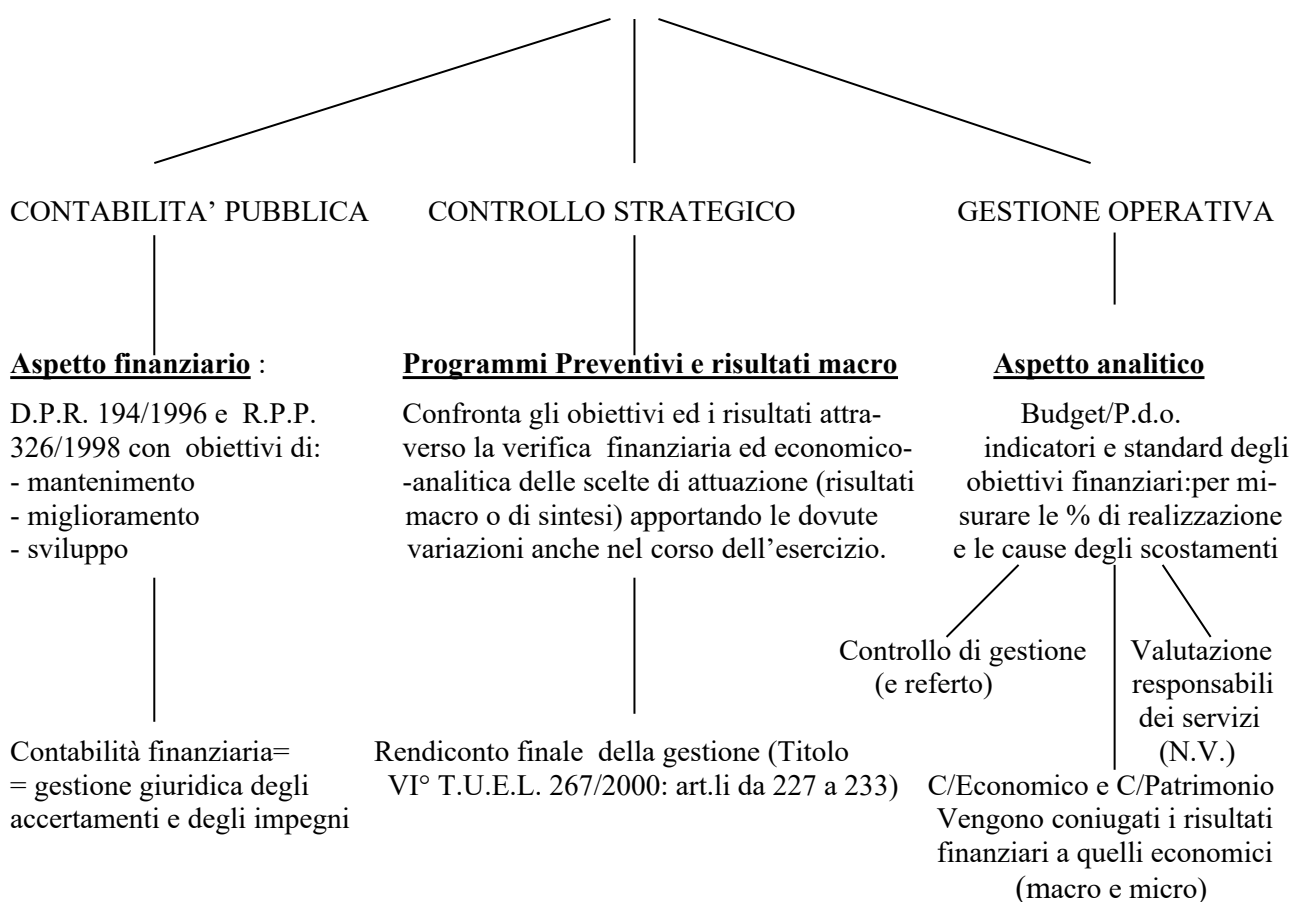 CONTABILITA’ PUBBLICA
CONTROLLO STRATEGICO
GESTIONE OPERATIVA
Aspetto finanziario :
D.P.R. 194/1996 e R.P.P.
326/1998 con obiettivi di:
- mantenimento
- miglioramento
- sviluppo
Contabilità finanziaria=
= gestione giuridica degli
accertamenti e degli impegni
Programmi Preventivi e risultati macro
Confronta gli obiettivi ed i risultati attra-
verso la verifica finanziaria ed economico-
-analitica delle scelte di attuazione (risultati
macro o di sintesi) apportando le dovute
variazioni anche nel corso dell’esercizio.
Rendiconto finale della gestione (Titolo
VI° T.U.E.L. 267/2000: art.li da 227 a 233)
Aspetto analitico
Budget/P.d.o.
indicatori e standard degli
obiettivi finanziari:per mi-
surare le % di realizzazione
e le cause degli scostamenti
Controllo di gestione
(e referto)
Valutazione
responsabili
dei servizi
(N.V.)
C/Economico e C/Patrimonio
Vengono coniugati i risultati
finanziari a quelli economici
(macro e micro)